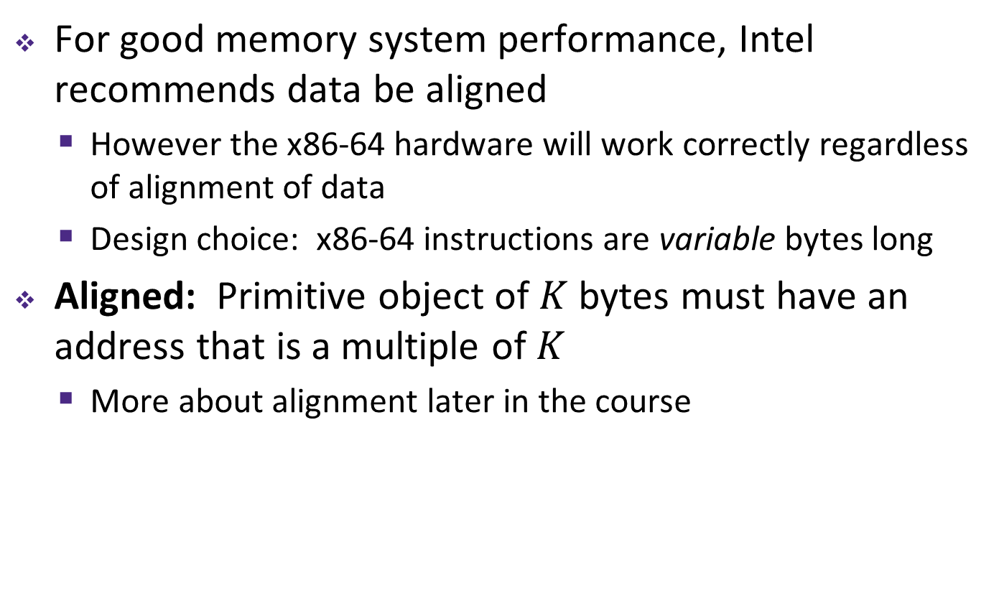 For good memory system performance, Intel
recommends data be aligned
However the x86-64 hardware will work correctly regardless
of alignment of data
Design choice:  x86-64 instructions are variable bytes long
Aligned:  Primitive object of K bytes must have an
address that is a multiple of K
More about alignment later in the course